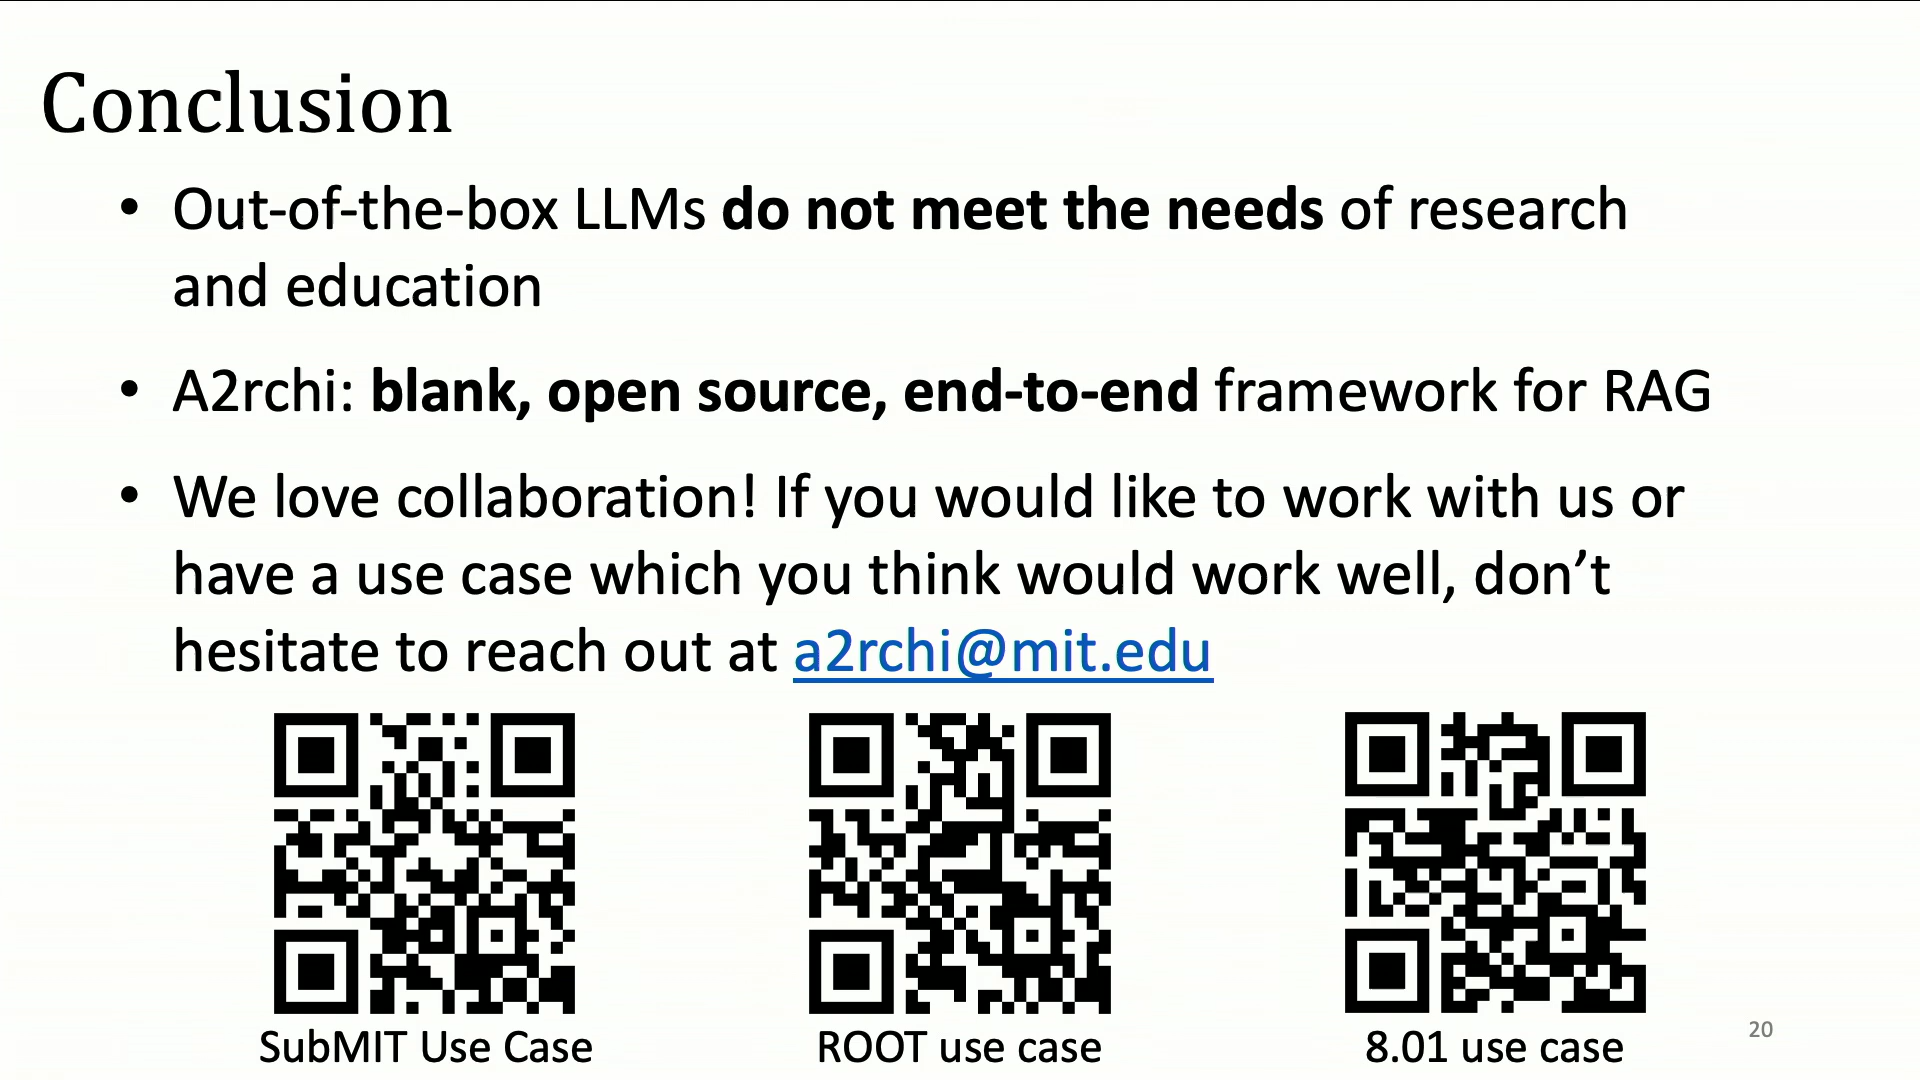 Conclusion
• Out-of-the-box LLMs do not meet the needs of research
and education
• A2rchi: blank, open source, end-to-end framework for RAG
• We love collaboration! If you would like to work with us or
have a use case which you think would work well, don’t
hesitate to reach out at a2rchi@mit.edu
SubMIT Use Case
ROOT use case
8.01 use case
20